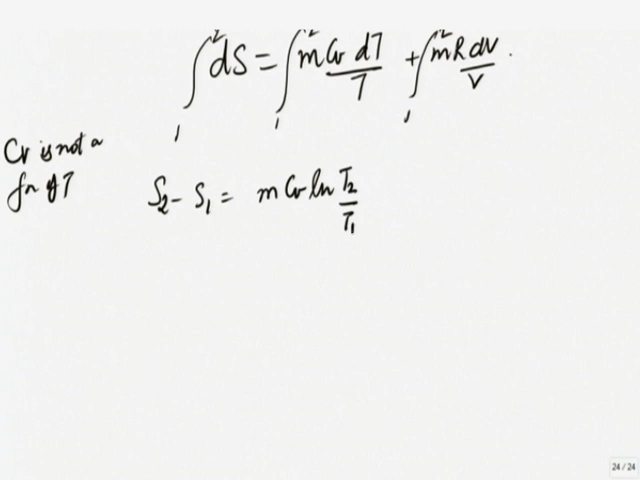 ∫₁² dS = ∫₁² mCv dT/T + ∫₁² mR dV/V.
Cv is not a
fn of T
S₂ - S₁ = mCv ln T₂/T₁
24 / 24